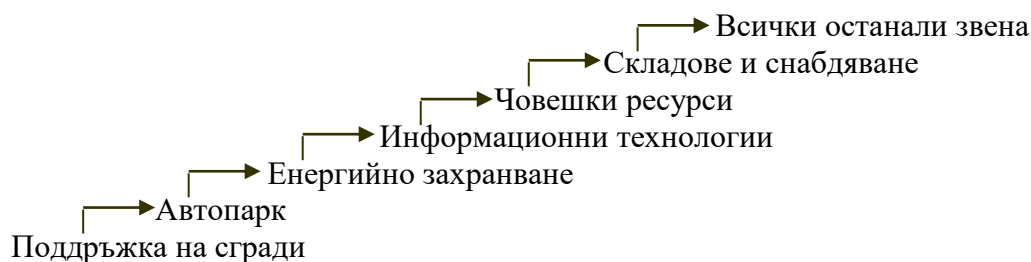 Всички останали звена
Складове и снабдяване
Човешки ресурси
Информационни технологии
Енергийно захранване
Автопарк
Поддръжка на сгради